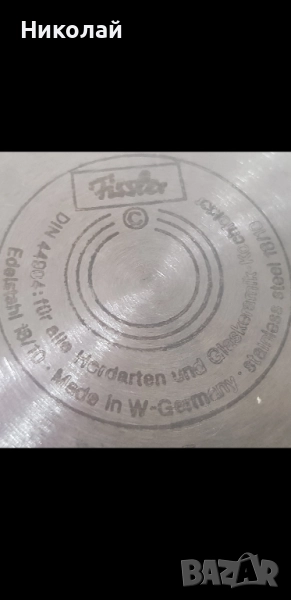 Николай
Fissler
©
DIN 44904: für alle Herdarten und Glaskeramik
Edelstahl 18/10 · Made in W-Germany · stainless steel 18/10
BAZAR